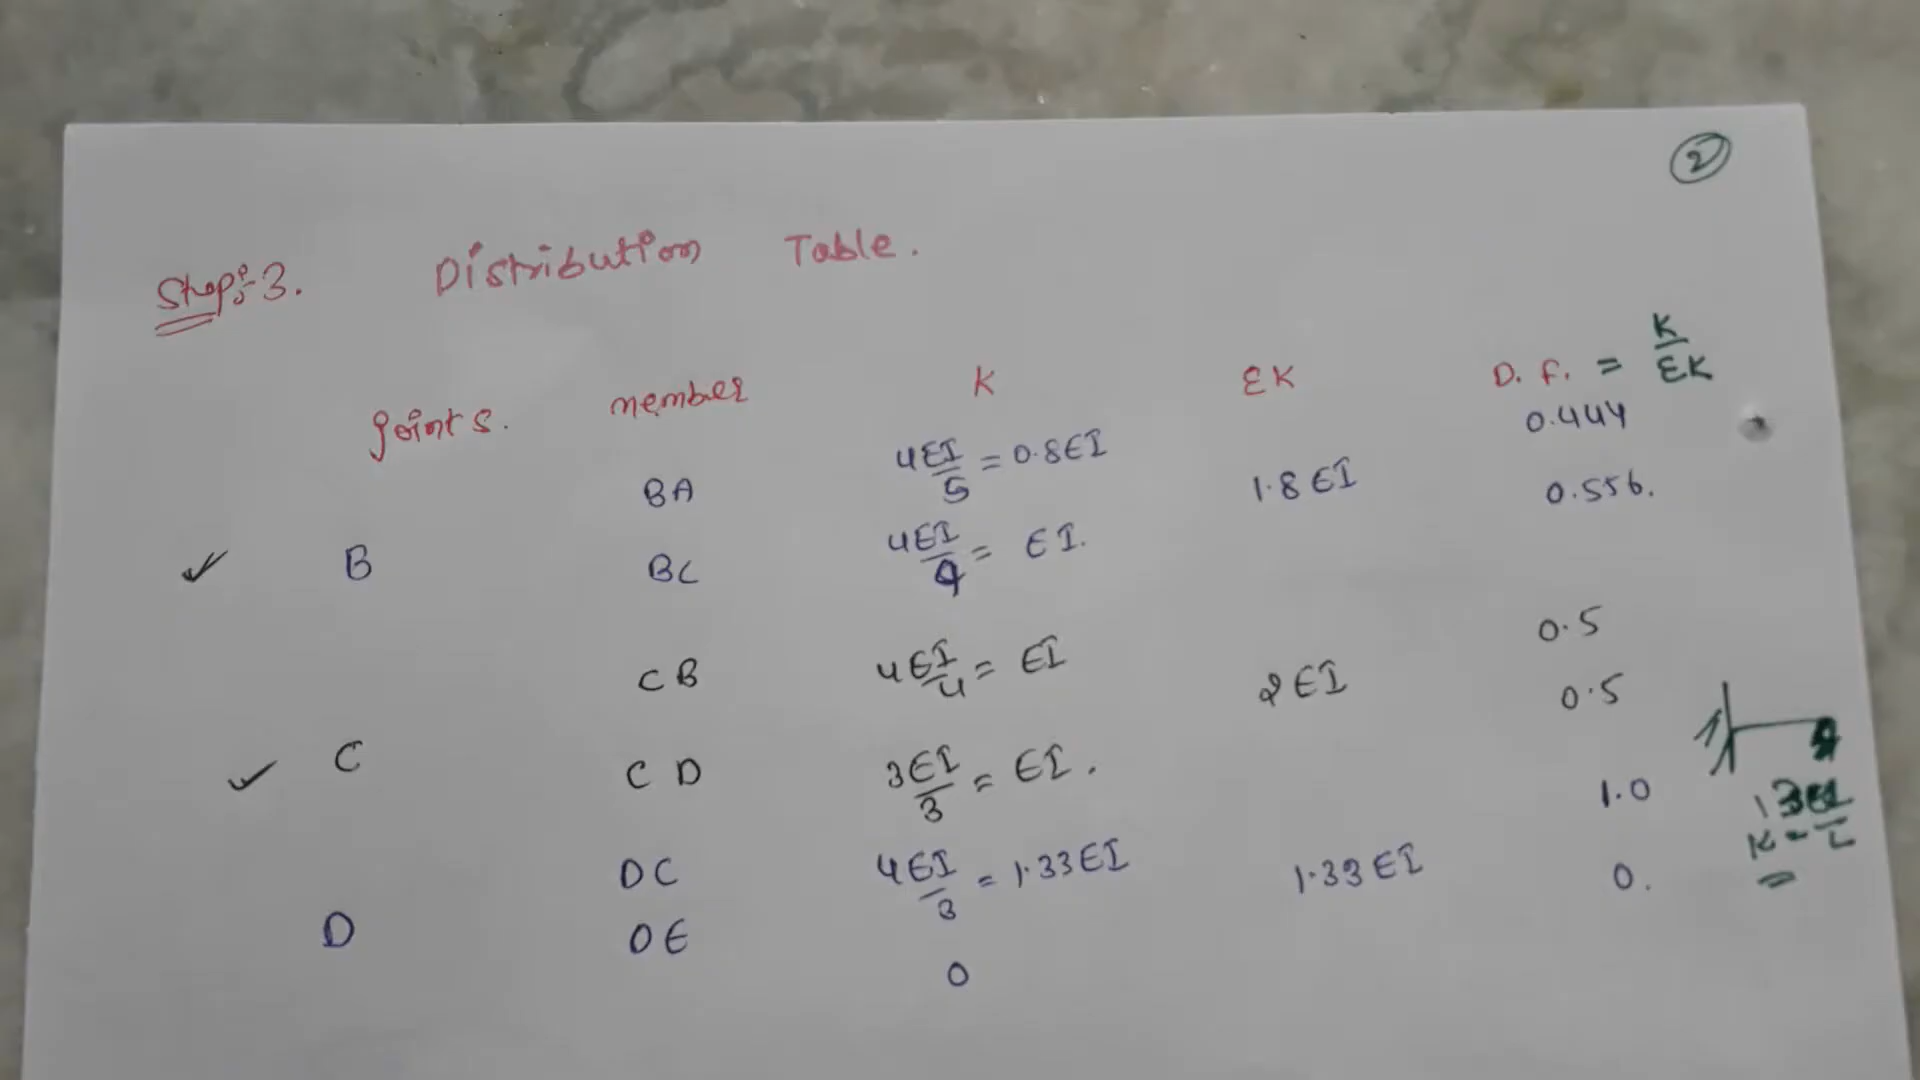 2
Step:-3. Distribution Table.
Joints. member K ΣK D.F. = K/ΣK
BA 4EI/5 = 0.8EI 1.8EI 0.444
B BC 4EI/4 = EI. 0.556.
CB 4EI/4 = EI 2EI 0.5
C CD 3EI/3 = EI. 0.5
DC 4EI/3 = 1.33EI 1.33EI 1.0
D DE 0 0.
K = 3EI/L